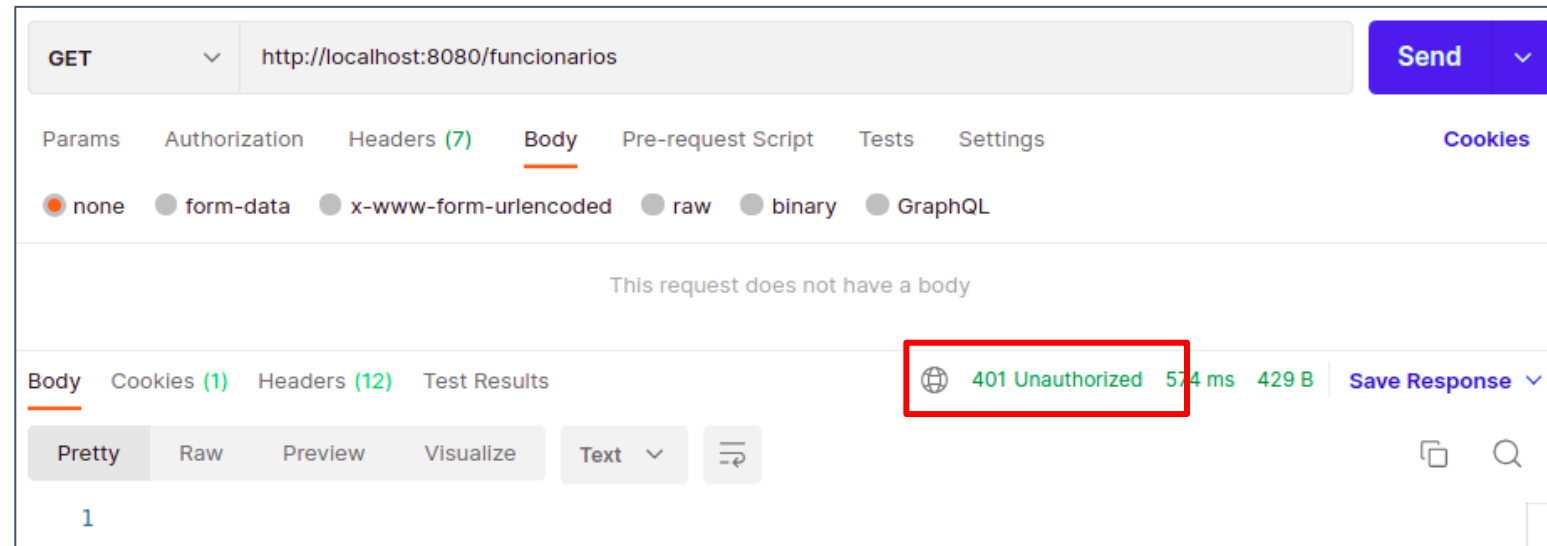 GET http://localhost:8080/funcionarios Send
Params Authorization Headers (7) Body Pre-request Script Tests Settings Cookies
none form-data x-www-form-urlencoded raw binary GraphQL
This request does not have a body
Body Cookies (1) Headers (12) Test Results 401 Unauthorized 574 ms 429 B Save Response
Pretty Raw Preview Visualize Text
1